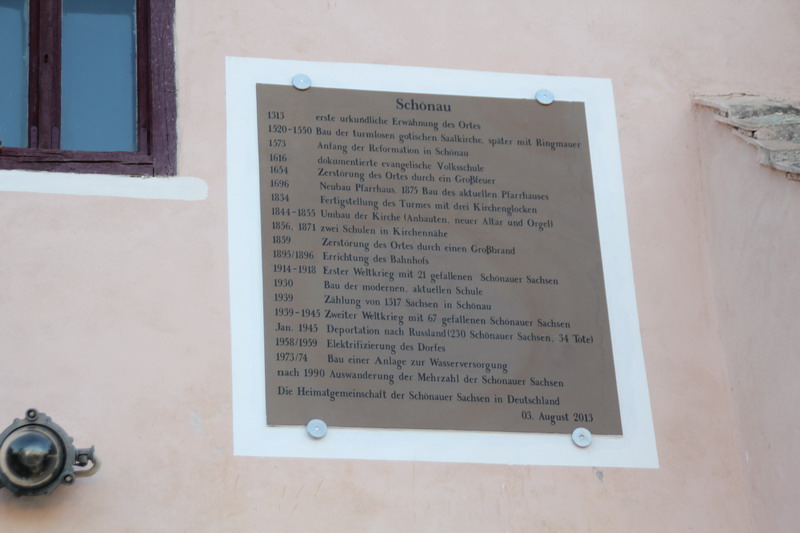 Schönau
1313 erste urkundliche Erwähnung des Ortes
1520-1550 Bau der turmlosen gotischen Saalkirche, später mit Ringmauer
1573 Anfang der Reformation in Schönau
1616 dokumentierte evangelische Volksschule
1654 Zerstörung des Ortes durch ein Großfeuer
1696 Neubau Pfarrhaus, 1875 Bau des aktuellen Pfarrhauses
1834 Fertigstellung des Turmes mit drei Kirchenglocken
1844-1855 Umbau der Kirche (Anbauten, neuer Altar und Orgel)
1856, 1871 zwei Schulen in Kirchennähe
1859 Zerstörung des Ortes durch einen Großbrand
1895/1896 Errichtung des Bahnhofs
1914-1918 Erster Weltkrieg mit 21 gefallenen Schönauer Sachsen
1930 Bau der modernen, aktuellen Schule
1939 Zählung von 1317 Sachsen in Schönau
1939-1945 Zweiter Weltkrieg mit 67 gefallenen Schönauer Sachsen
Jan. 1945 Deportation nach Russland (230 Schönauer Sachsen, 34 Tote)
1958/1959 Elektrifizierung des Dorfes
1973/74 Bau einer Anlage zur Wasserversorgung
nach 1990 Auswanderung der Mehrzahl der Schönauer Sachsen
Die Heimatgemeinschaft der Schönauer Sachsen in Deutschland
03. August 2013